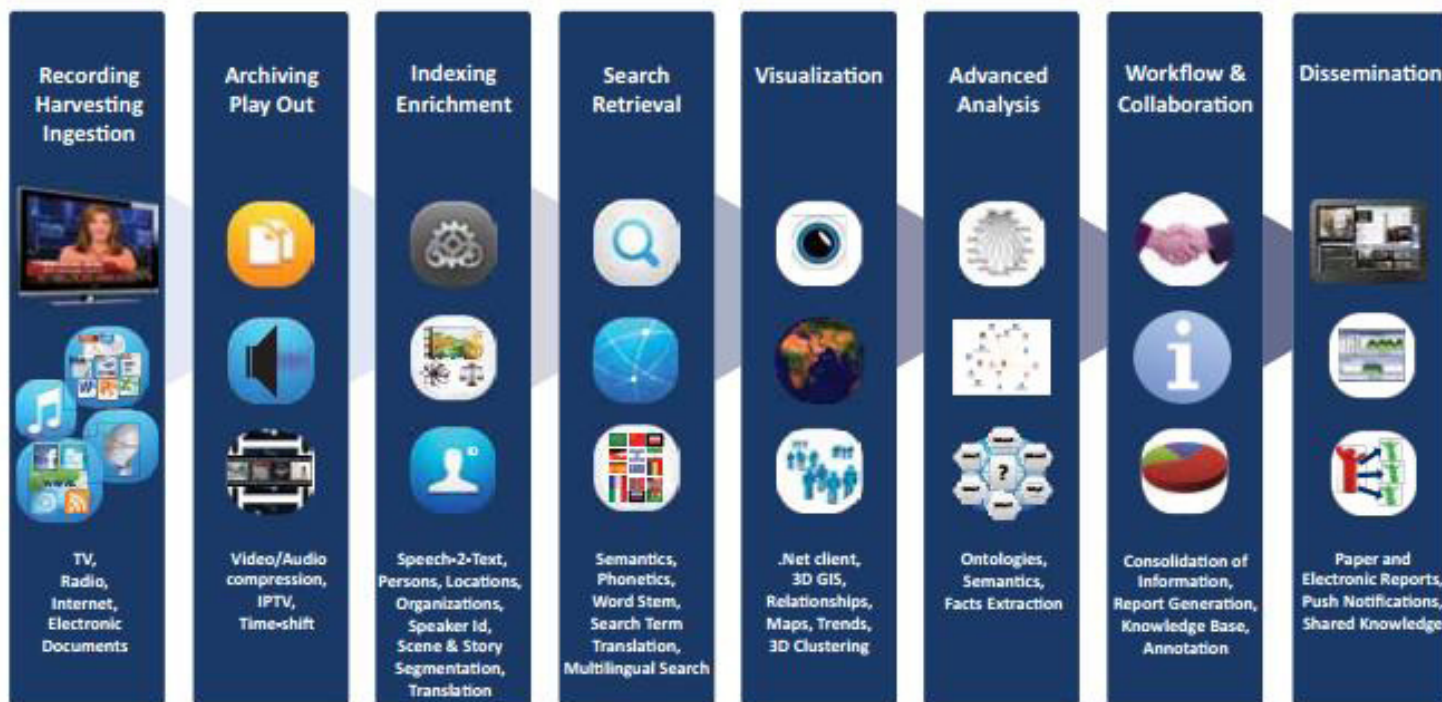 Recording
Harvesting
Ingestion
TV,
Radio,
Internet,
Electronic
Documents
Archiving
Play Out
Video/Audio
compression,
IPTV,
Time-shift
Indexing
Enrichment
Speech-2-Text,
Persons, Locations,
Organizations,
Speaker Id,
Scene & Story
Segmentation,
Translation
Search
Retrieval
Semantics,
Phonetics,
Word Stem,
Search Term
Translation,
Multilingual Search
Visualization
.Net client,
3D GIS,
Relationships,
Maps, Trends,
3D Clustering
Advanced
Analysis
?
Ontologies,
Semantics,
Facts Extraction
Workflow &
Collaboration
i
Consolidation of
Information,
Report Generation,
Knowledge Base,
Annotation
Dissemination
Paper and
Electronic Reports,
Push Notifications,
Shared Knowledge